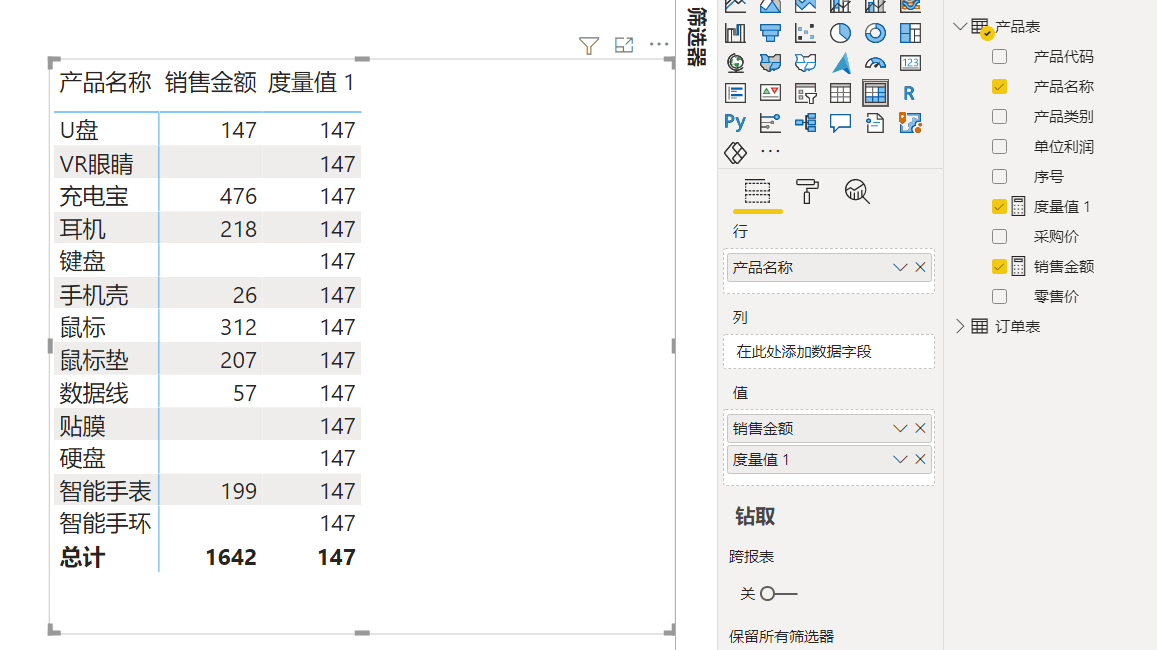 产品名称 销售金额 度量值 1
U盘 147 147
VR眼睛 147
充电宝 476 147
耳机 218 147
键盘 147
手机壳 26 147
鼠标 312 147
鼠标垫 207 147
数据线 57 147
贴膜 147
硬盘 147
智能手表 199 147
智能手环 147
总计 1642 147
筛选器
123
R
Py
行
产品名称
列
在此处添加数据字段
值
销售金额
度量值 1
钻取
跨报表
关
保留所有筛选器
产品表
产品代码
产品名称
产品类别
单位利润
序号
度量值 1
采购价
销售金额
零售价
订单表